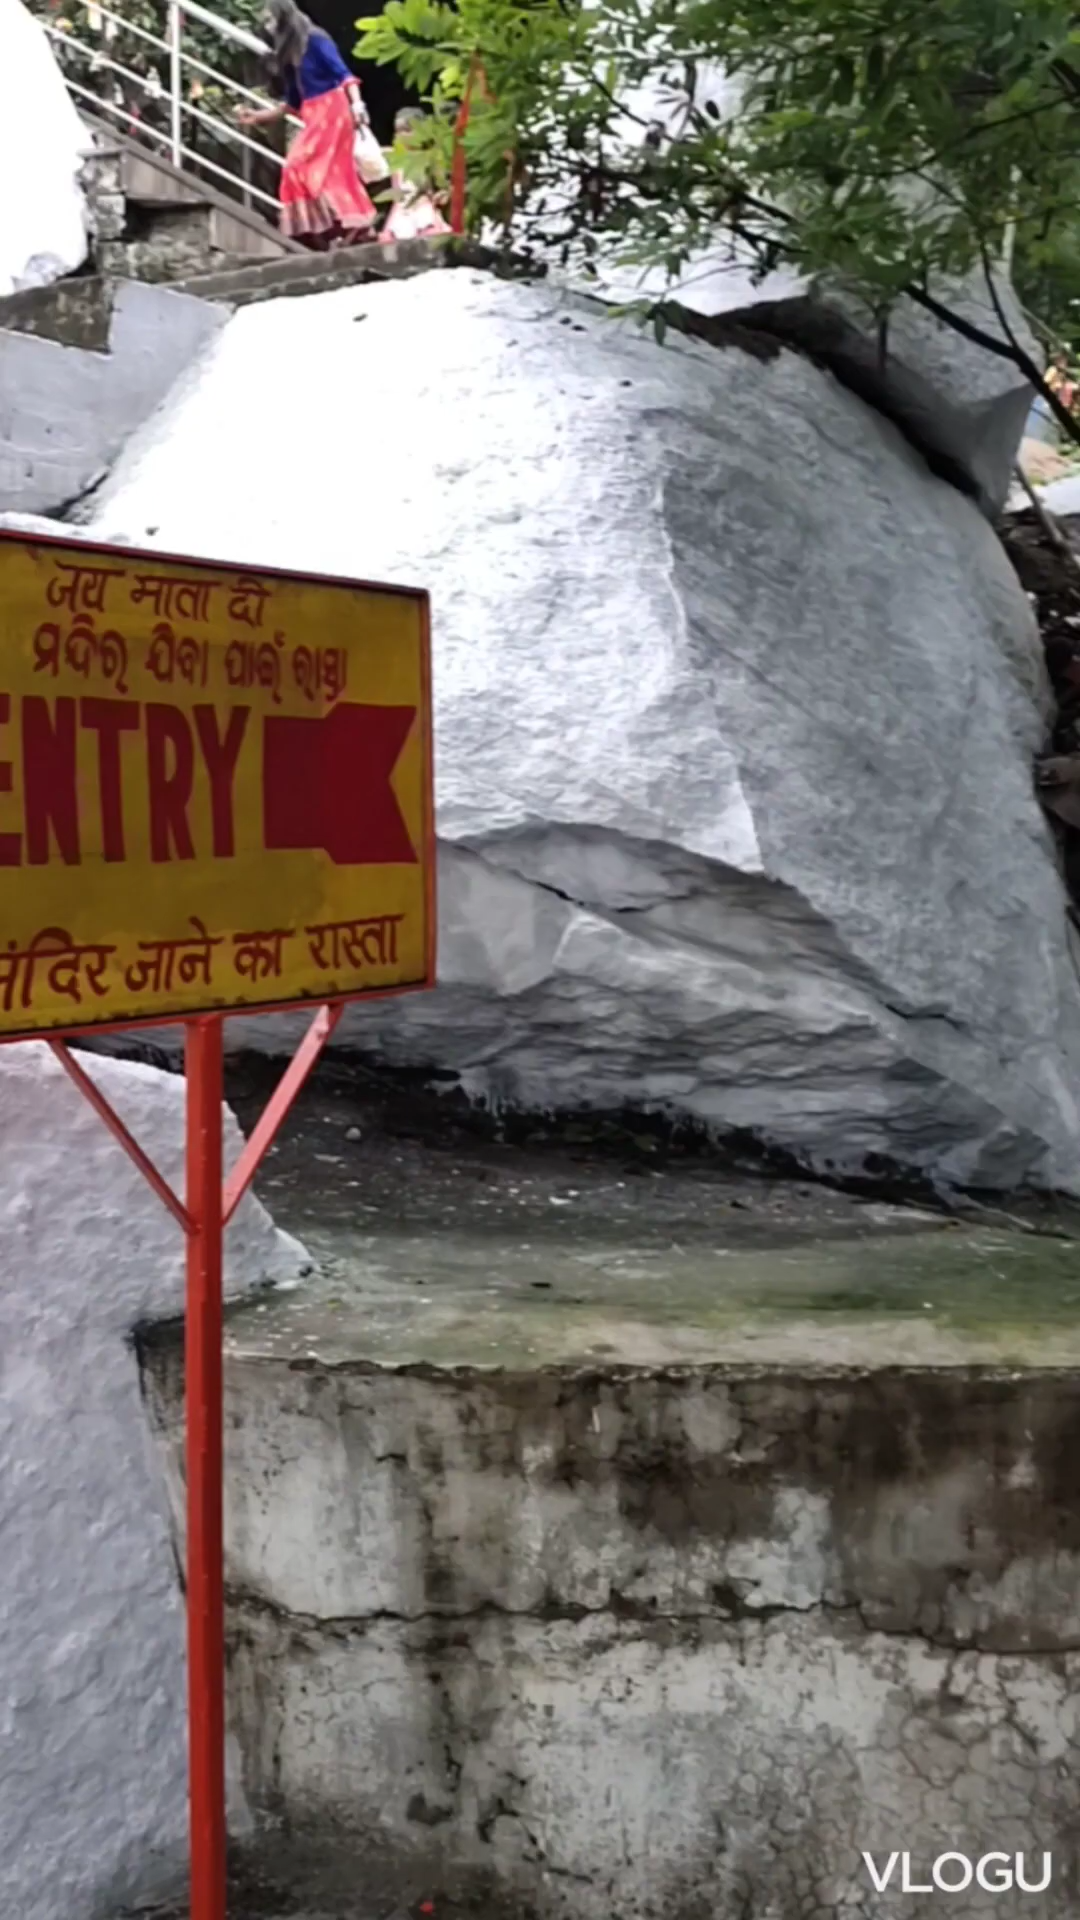 जय माता दी
ମନ୍ଦିର ଯିବା ପାଇଁ ରାସ୍ତା
ENTRY
मंदिर जाने का रास्ता
VLOGU